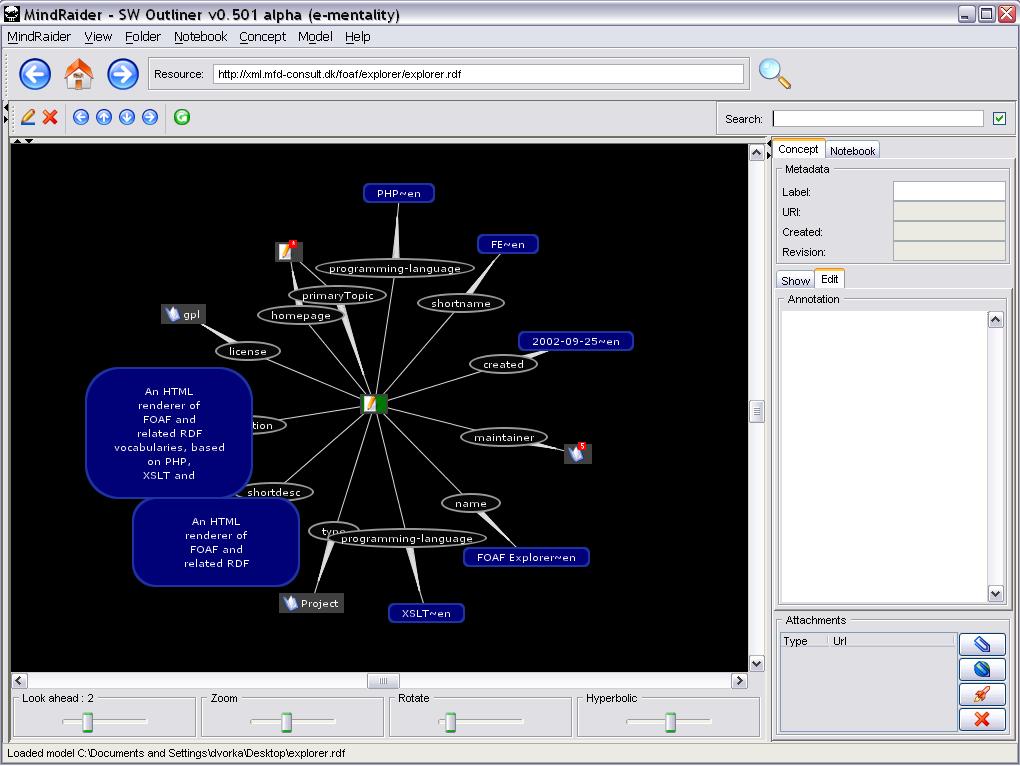 MindRaider - SW Outliner v0.501 alpha (e-mentality)
MindRaider View Folder Notebook Concept Model Help
Resource: http://xml.mfd-consult.dk/foaf/explorer/explorer.rdf
Search:
Concept Notebook
Metadata
Label:
URI:
Created:
Revision:
Show Edit
Annotation
Attachments
Type Url
PHP~en
FE~en
programming-language
primaryTopic
shortname
homepage
gpl
license
2002-09-25~en
created
An HTML
renderer of
FOAF and
related RDF
vocabularies, based
on PHP,
XSLT and
tion
maintainer
5
shortdesc
name
An HTML
renderer of
FOAF and
related RDF
type
programming-language
FOAF Explorer~en
Project
XSLT~en
Look ahead : 2
Zoom
Rotate
Hyperbolic
Loaded model C:\Documents and Settings\dvorka\Desktop\explorer.rdf